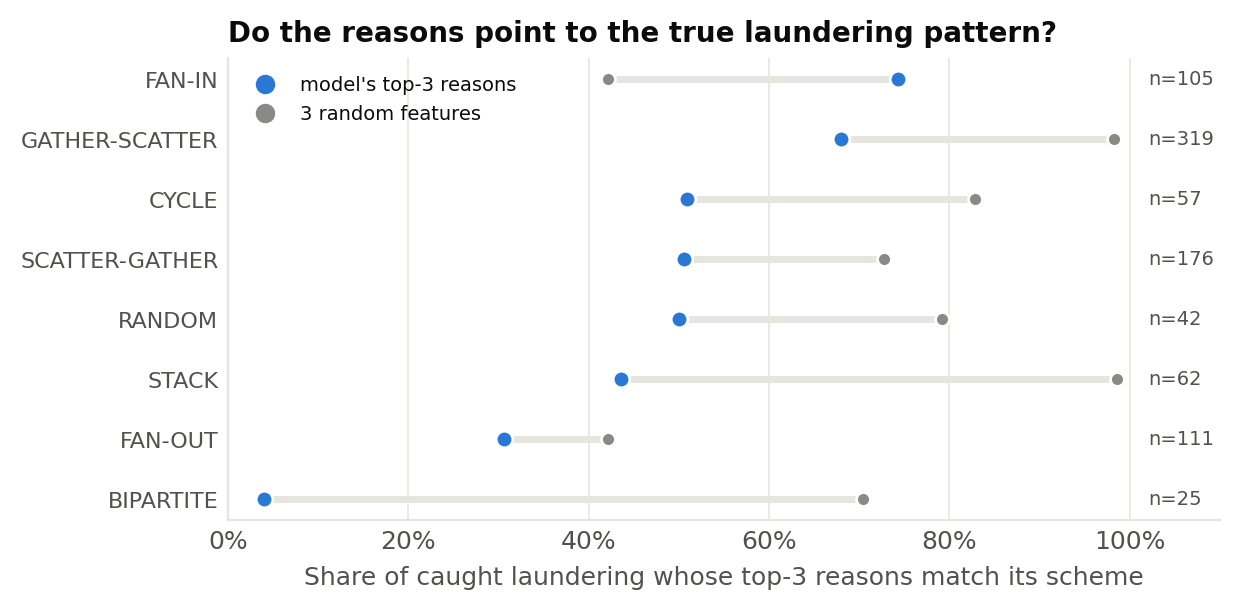 Do the reasons point to the true laundering pattern?
model's top-3 reasons
3 random features
FAN-IN n=105
GATHER-SCATTER n=319
CYCLE n=57
SCATTER-GATHER n=176
RANDOM n=42
STACK n=62
FAN-OUT n=111
BIPARTITE n=25
0% 20% 40% 60% 80% 100%
Share of caught laundering whose top-3 reasons match its scheme